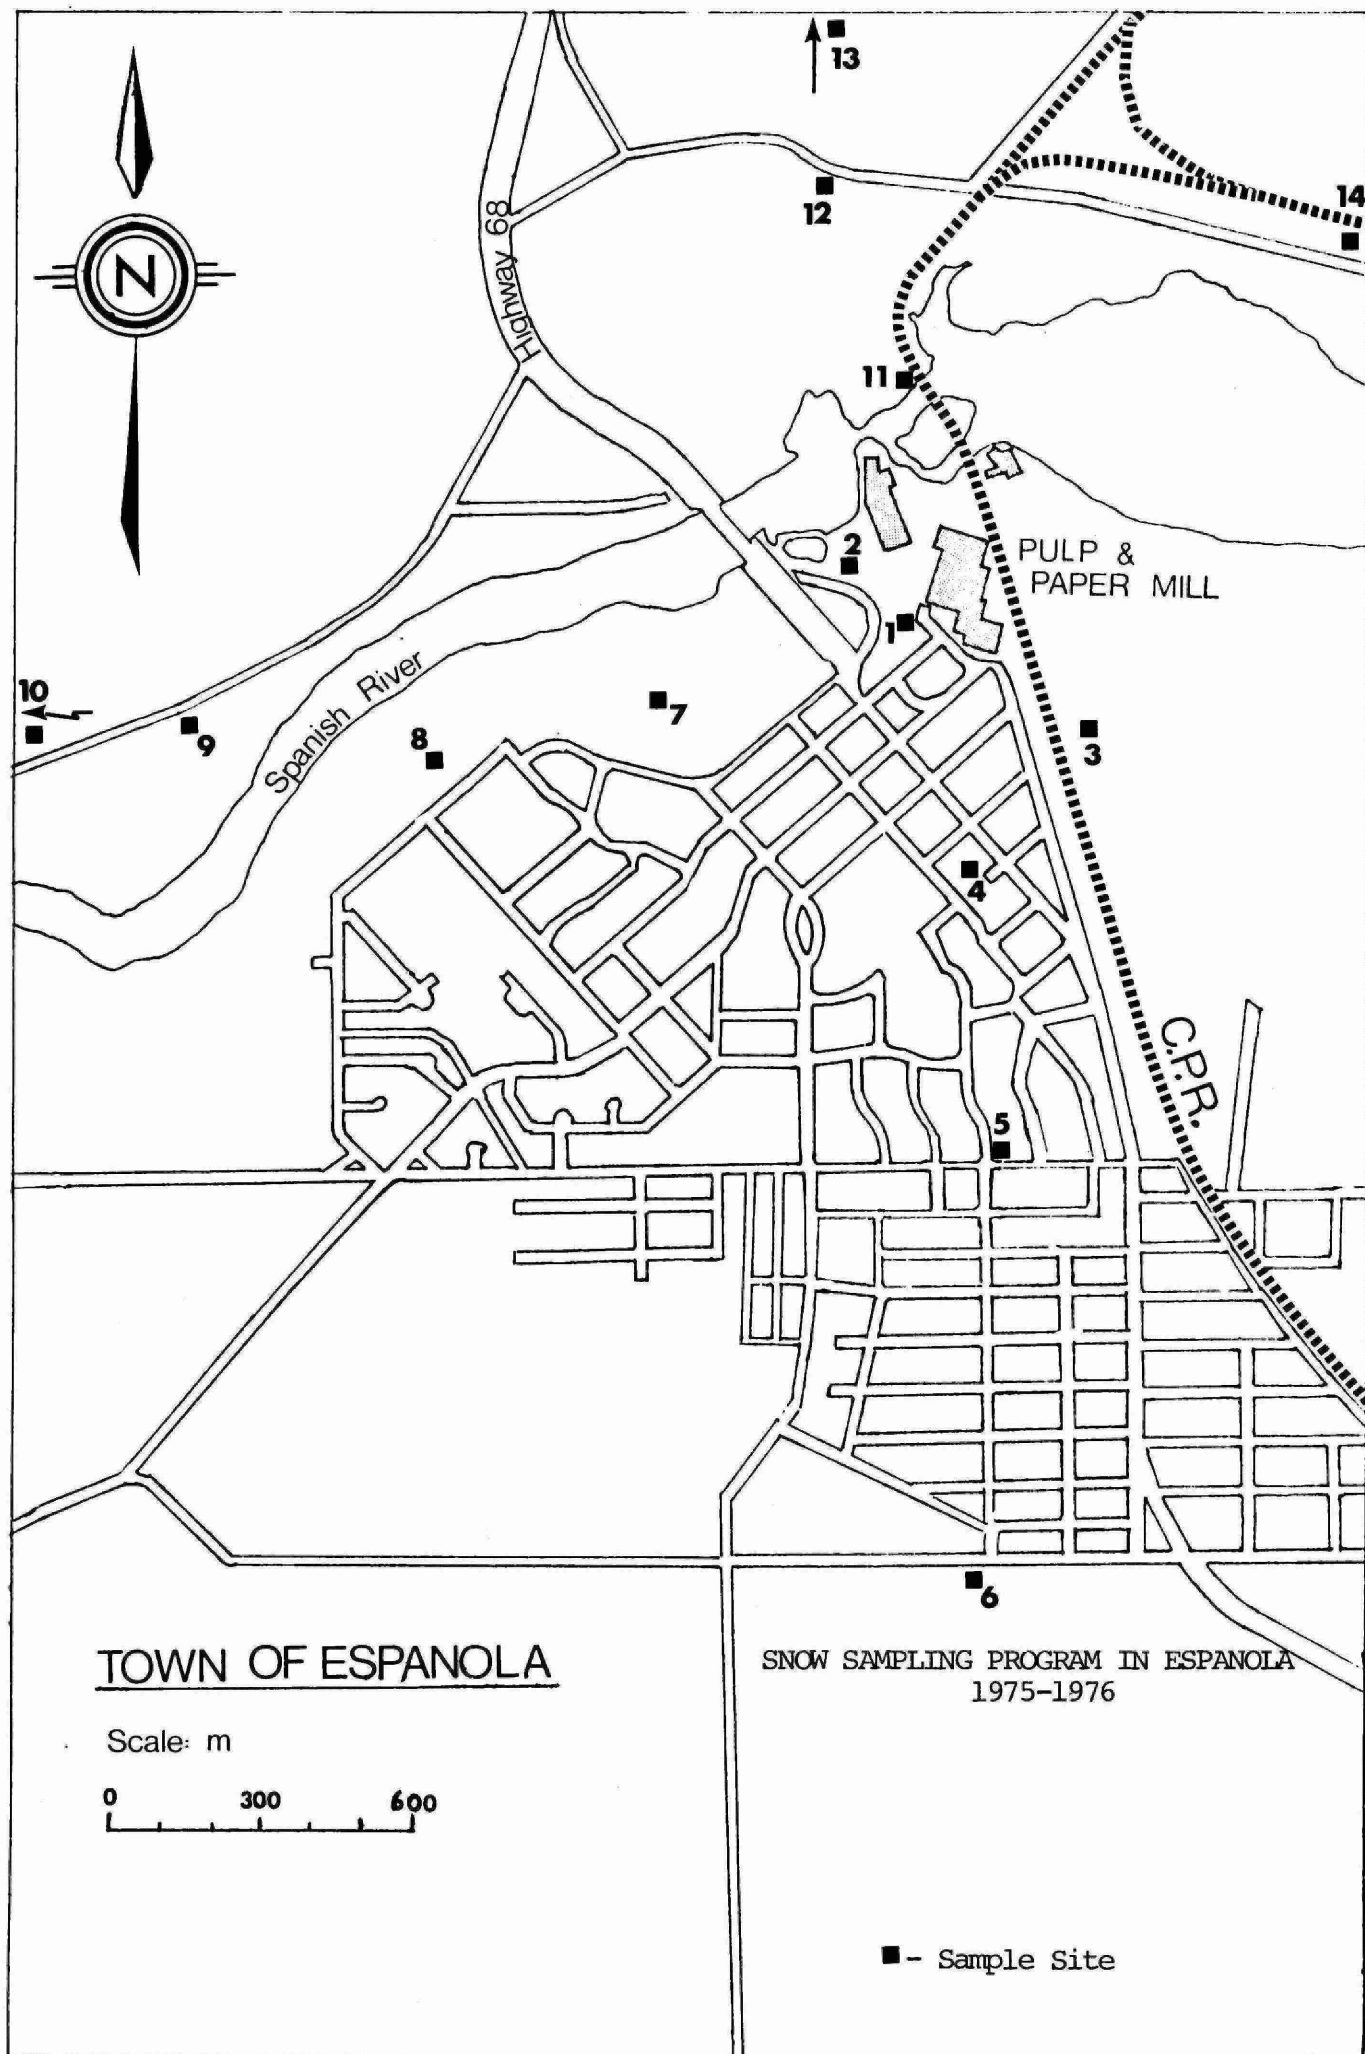 13
12
14
N
Highway 68
11
2
PULP &
PAPER MILL
1
10
9
Spanish River
8
7
3
4
C.P.R.
5
6
TOWN OF ESPANOLA
SNOW SAMPLING PROGRAM IN ESPANOLA
1975-1976
Scale: m
0 300 600
- Sample Site